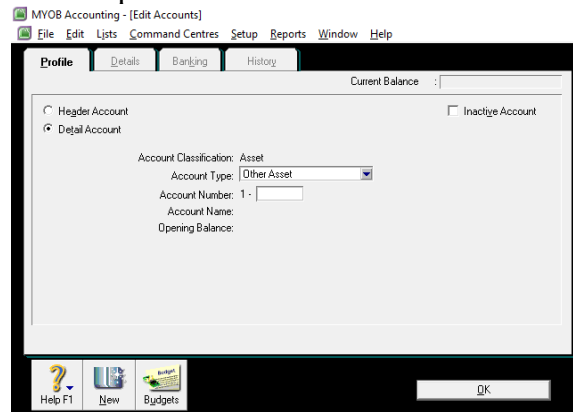 MYOB Accounting - [Edit Accounts]
File Edit Lists Command Centres Setup Reports Window Help
Profile Details Banking History
Current Balance :
Header Account Inactive Account
Detail Account
Account Classification: Asset
Account Type: Other Asset
Account Number: 1 -
Account Name:
Opening Balance:
Budget
Help F1 New Budgets OK